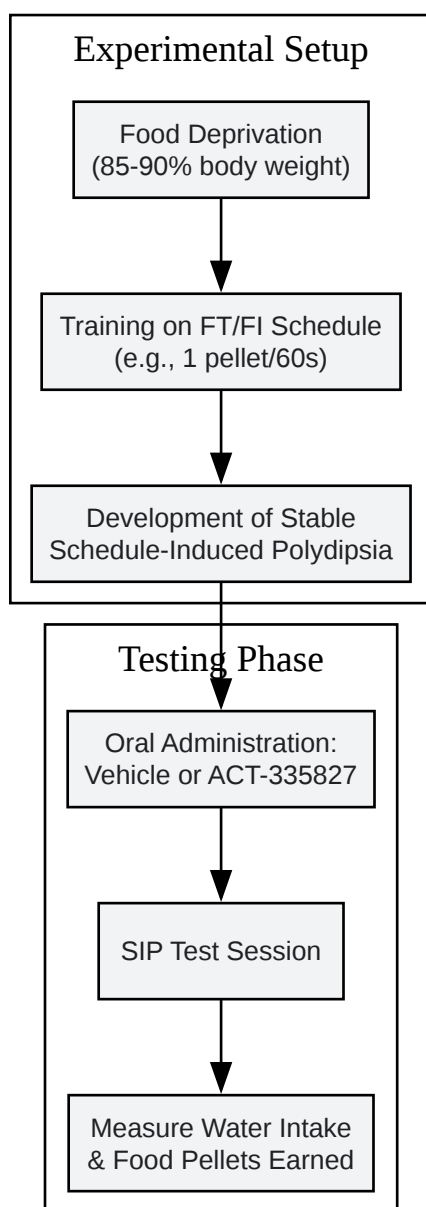 Experimental Setup
Food Deprivation
(85-90% body weight)
Training on FT/FI Schedule
(e.g., 1 pellet/60s)
Development of Stable
Schedule-Induced Polydipsia
Testing Phase
Oral Administration:
Vehicle or ACT-335827
SIP Test Session
Measure Water Intake
& Food Pellets Earned